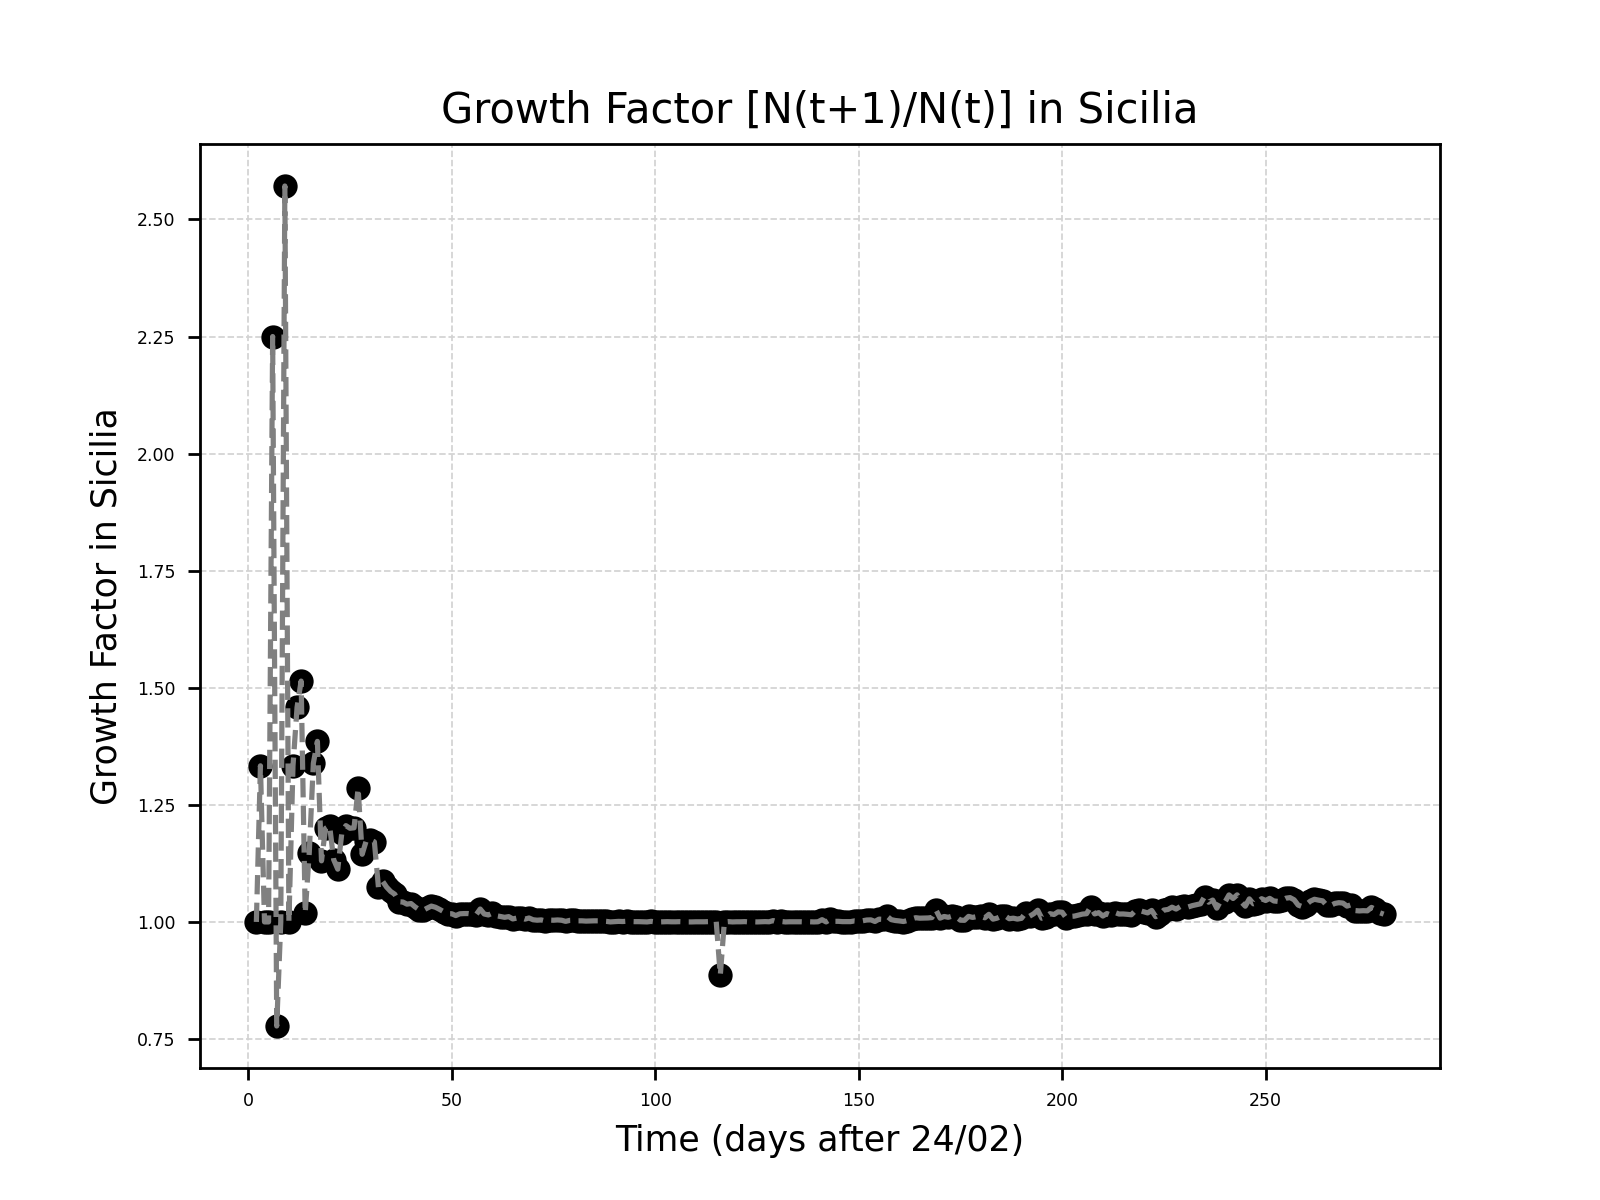 Growth Factor [N(t+1)/N(t)] in Sicilia
Growth Factor in Sicilia
2.50
2.25
2.00
1.75
1.50
1.25
1.00
0.75
0 50 100 150 200 250
Time (days after 24/02)